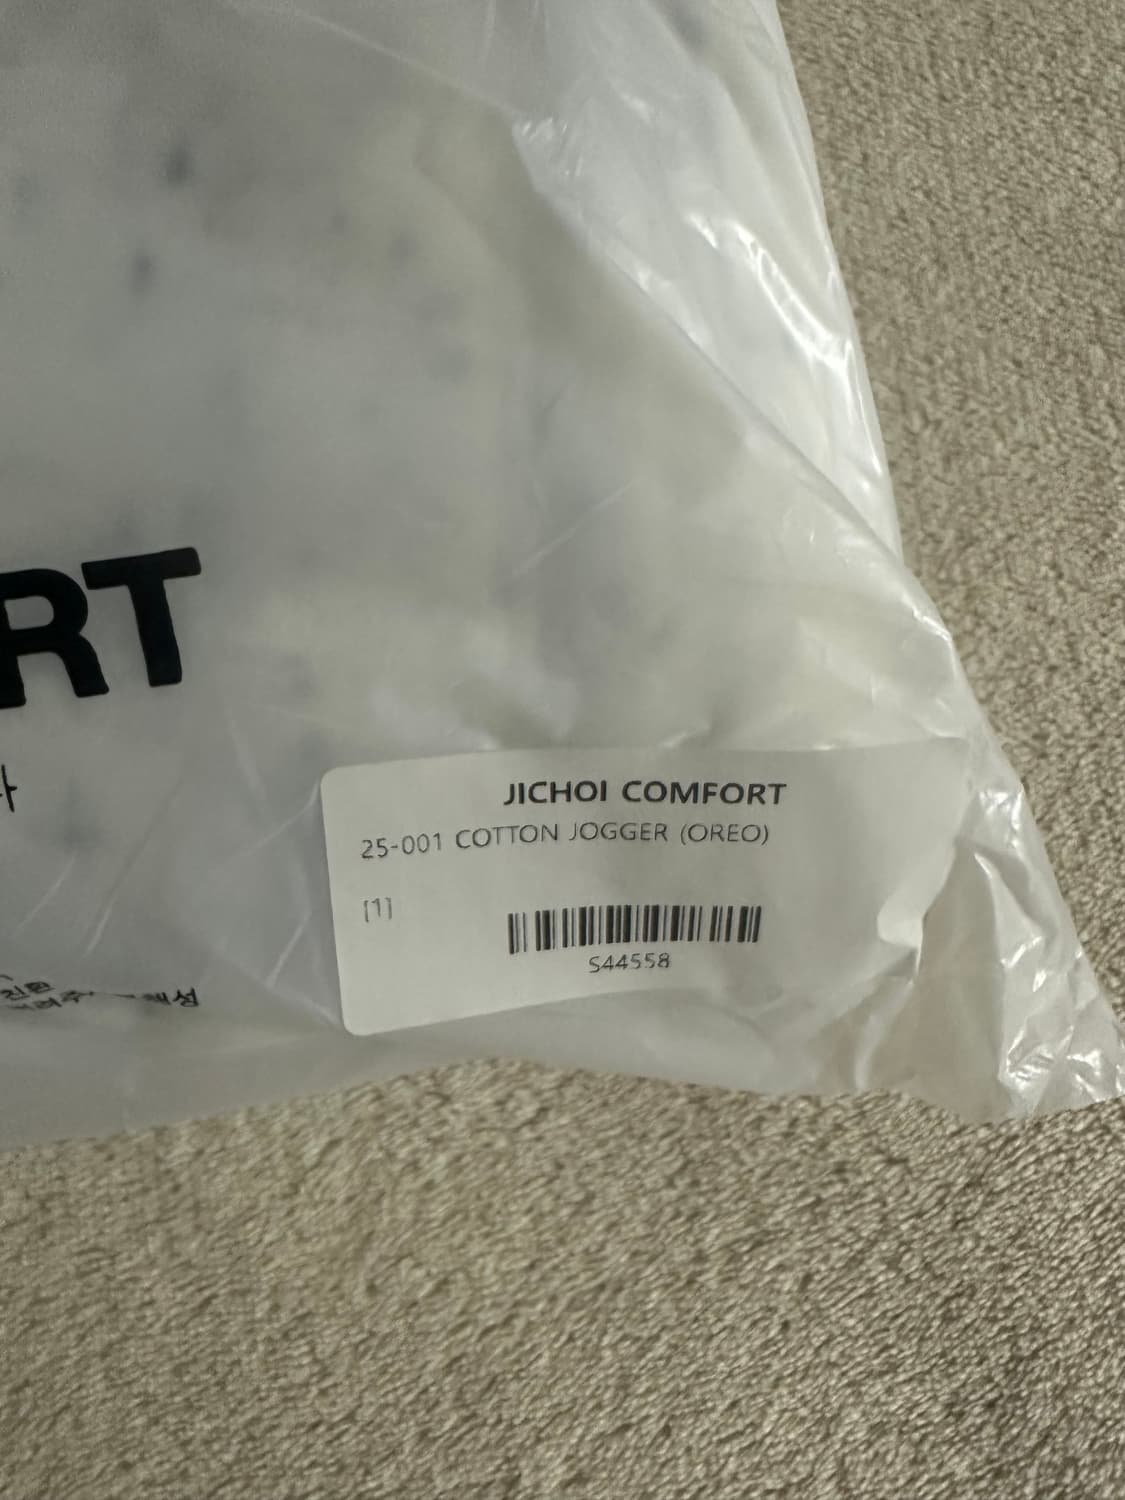 RT
JICHOI COMFORT
25-001 COTTON JOGGER (OREO)
[1]
S44558